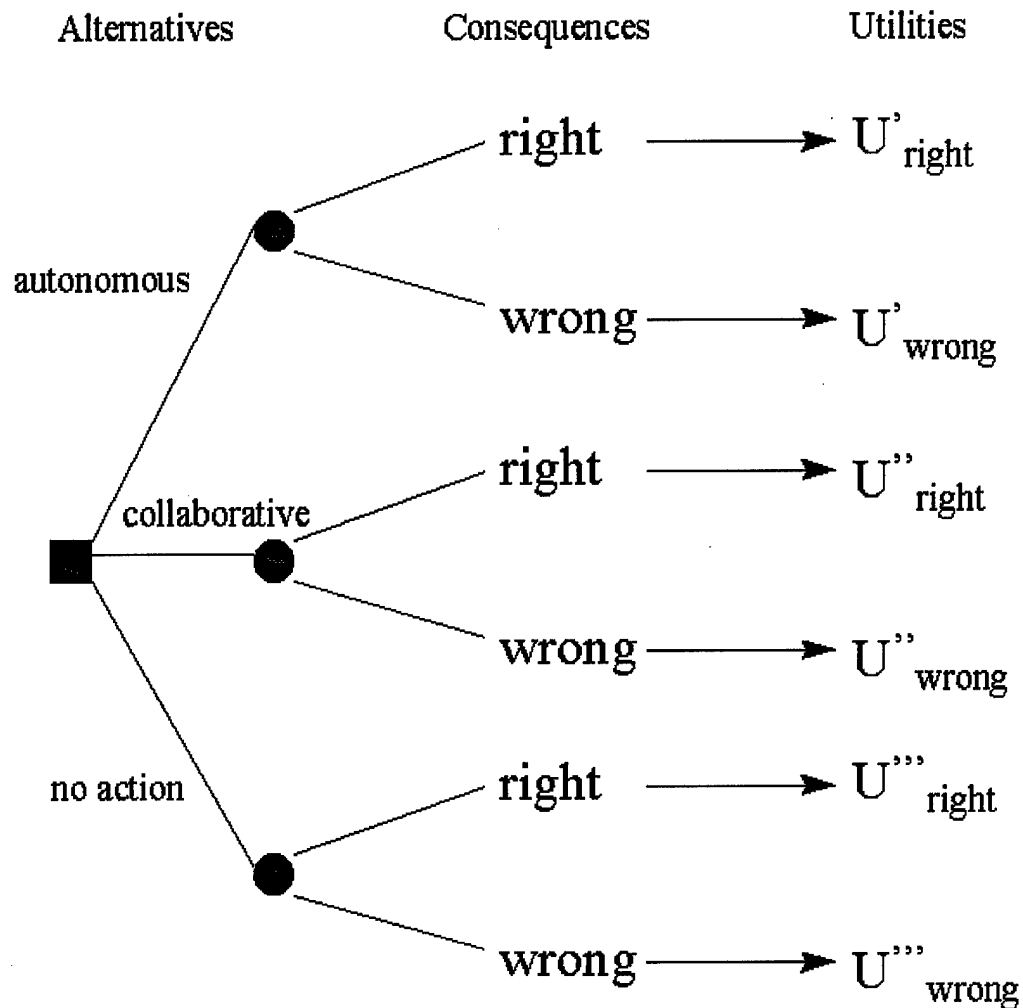 Alternatives Consequences Utilities
right U’right
autonomous
wrong U’wrong
right U’’right
collaborative
wrong U’’wrong
right U’’’right
no action
wrong U’’’wrong